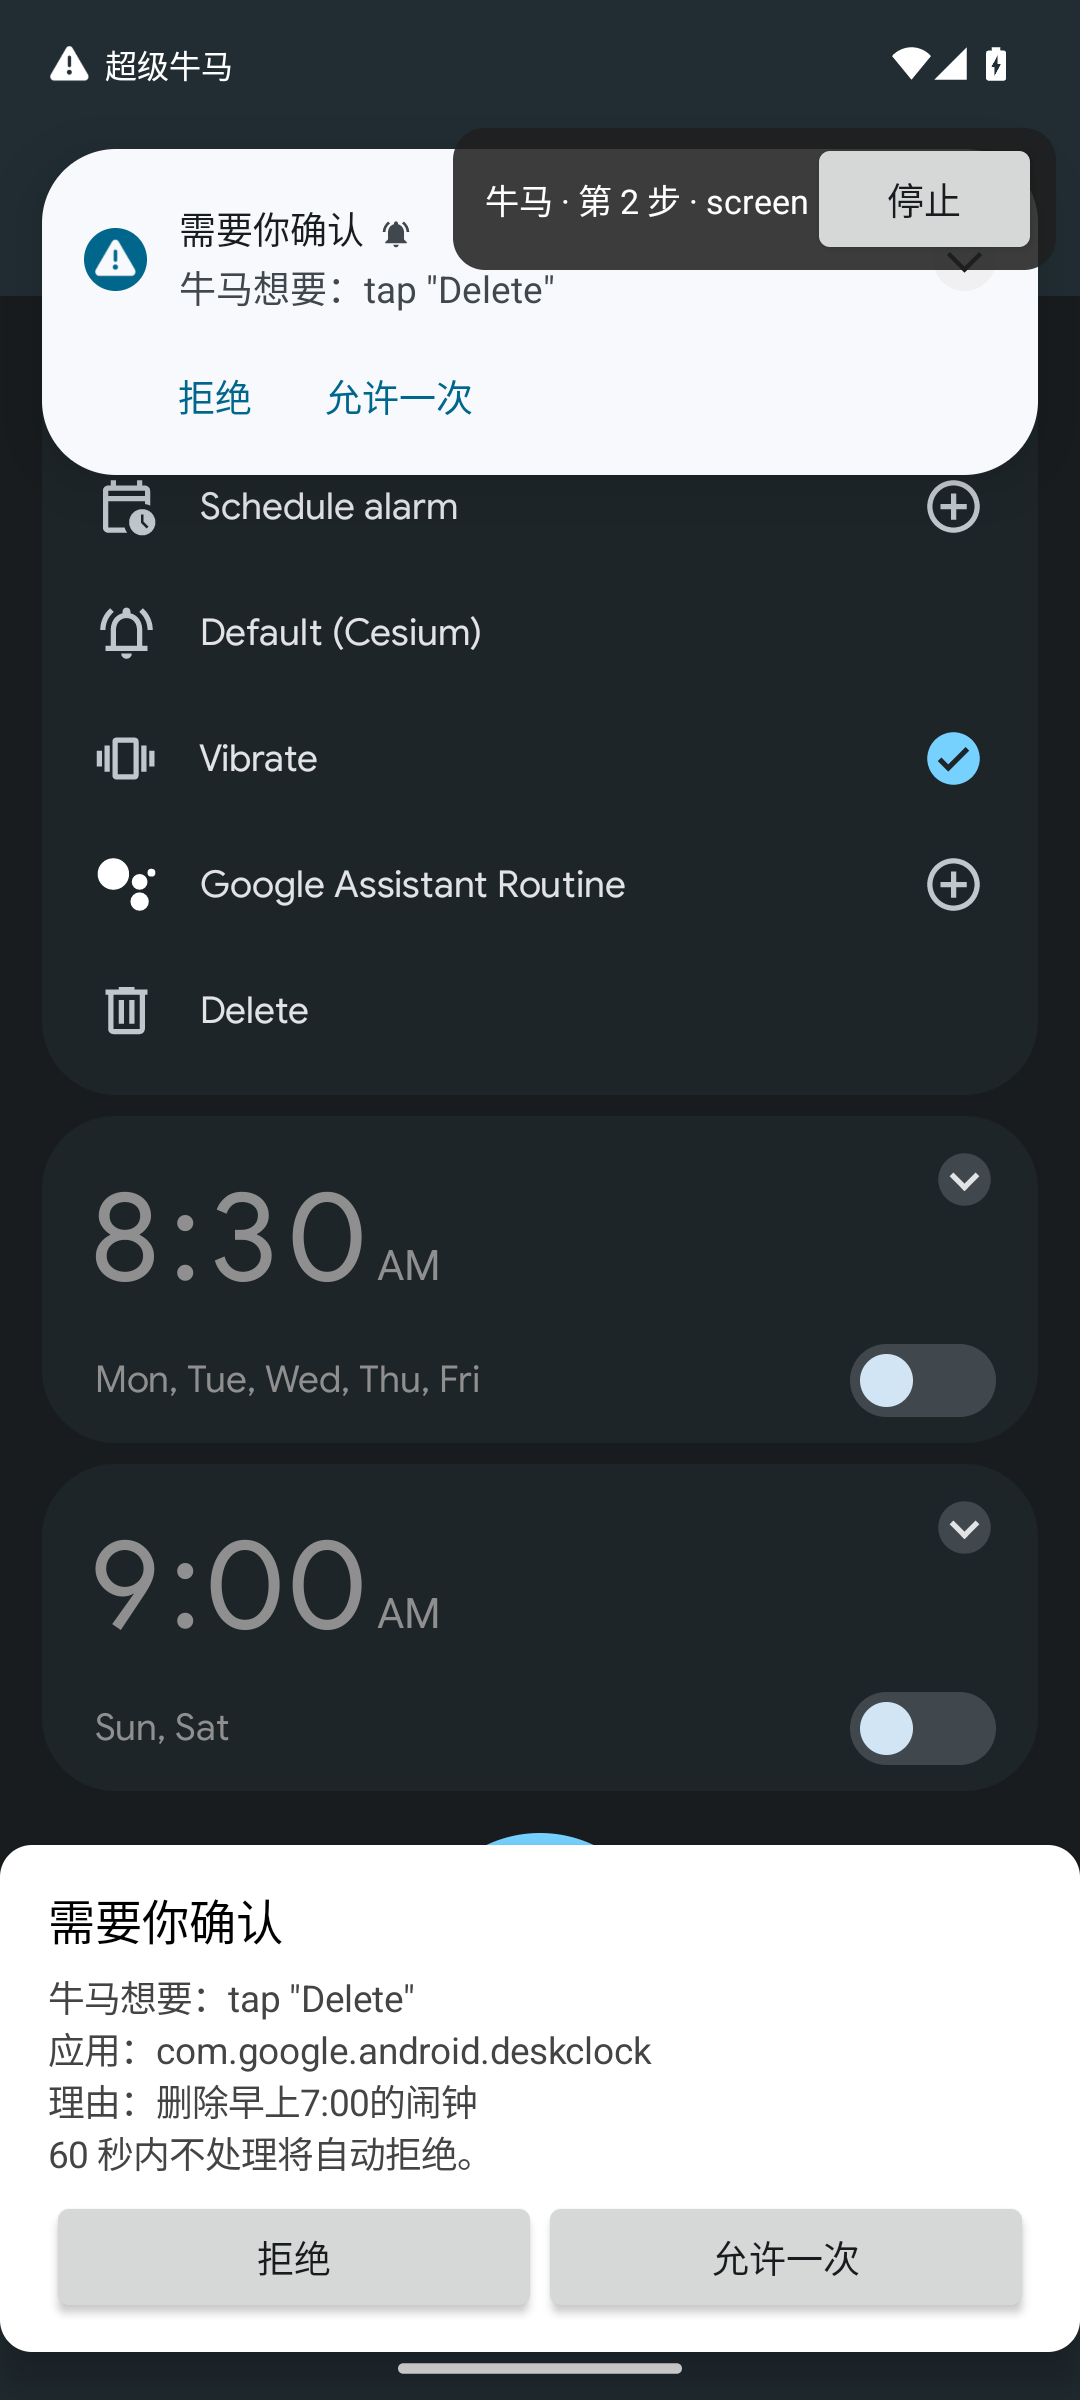 超级牛马
牛马 · 第 2 步 · screen
停止
需要你确认
牛马想要：tap "Delete"
拒绝
允许一次
Schedule alarm
Default (Cesium)
Vibrate
Google Assistant Routine
Delete
8:30 AM
Mon, Tue, Wed, Thu, Fri
9:00 AM
Sun, Sat
需要你确认
牛马想要：tap "Delete"
应用：com.google.android.deskclock
理由：删除早上7:00的闹钟
60 秒内不处理将自动拒绝。
拒绝
允许一次